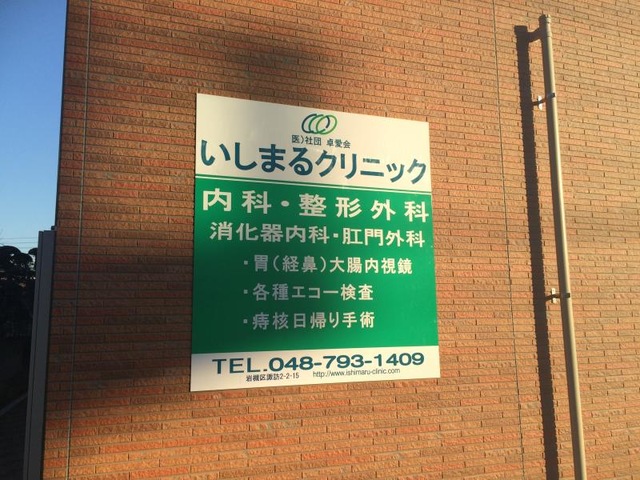 医)社団 卓愛会
いしまるクリニック
内科・整形外科
消化器内科・肛門外科
・胃(経鼻)大腸内視鏡
・各種エコー検査
・痔核日帰り手術
TEL.048-793-1409
岩槻区諏訪2-2-15 http://www.ishimaru-clinic.com